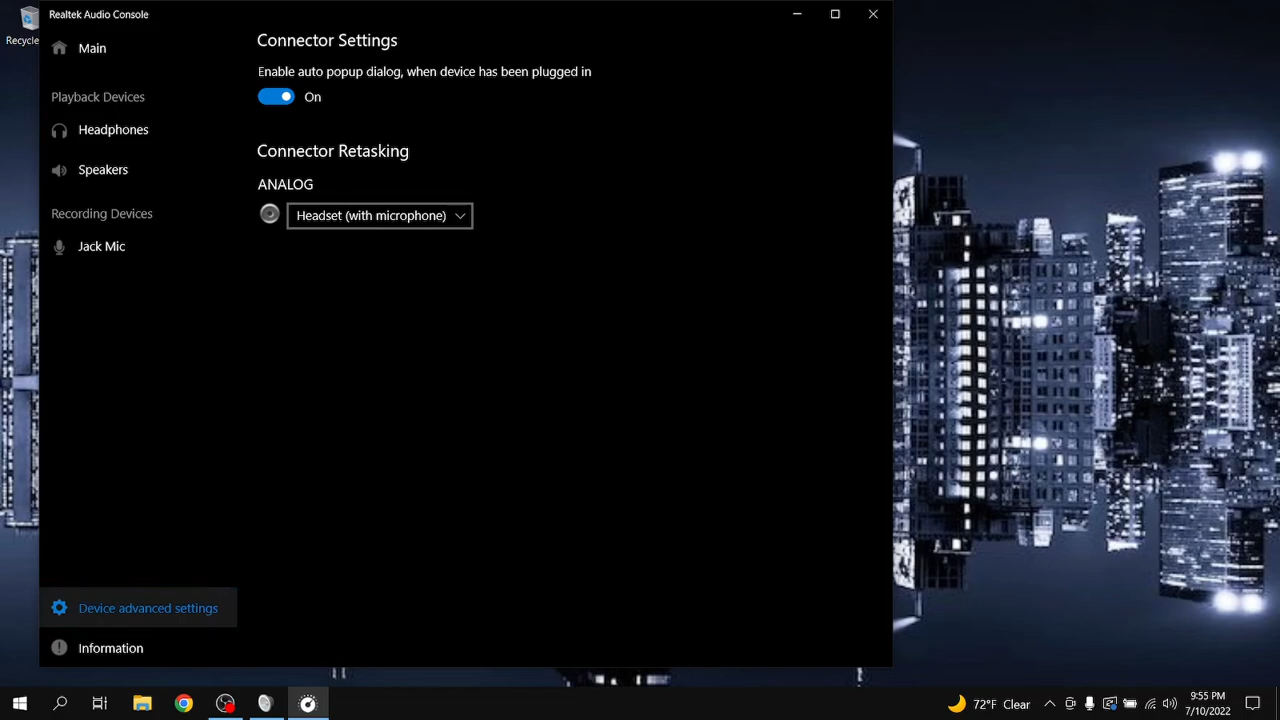 Recycle
Realtek Audio Console
Main
Playback Devices
Headphones
Speakers
Recording Devices
Jack Mic
Device advanced settings
Information
Connector Settings
Enable auto popup dialog, when device has been plugged in
On
Connector Retasking
ANALOG
Headset (with microphone)
72°F Clear
9:55 PM
7/10/2022